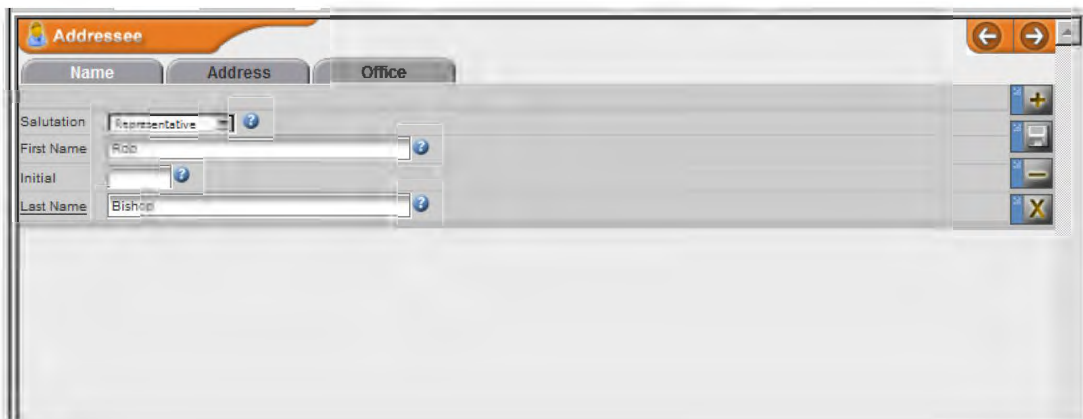 Addressee
Name Address Office
Salutation Representative
First Name Rob
Initial
Last Name Bishop